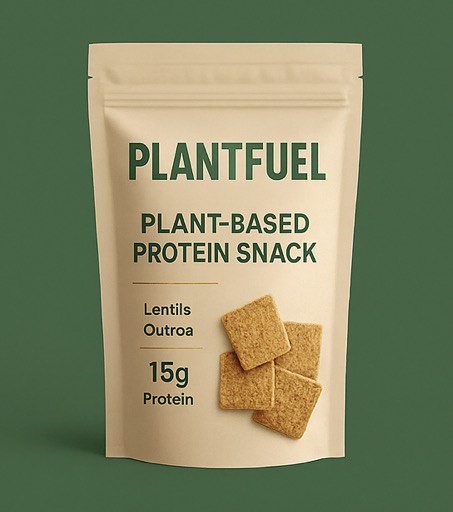 PLANTFUEL
PLANT-BASED
PROTEIN SNACK
Lentils
Outroa
15g
Protein